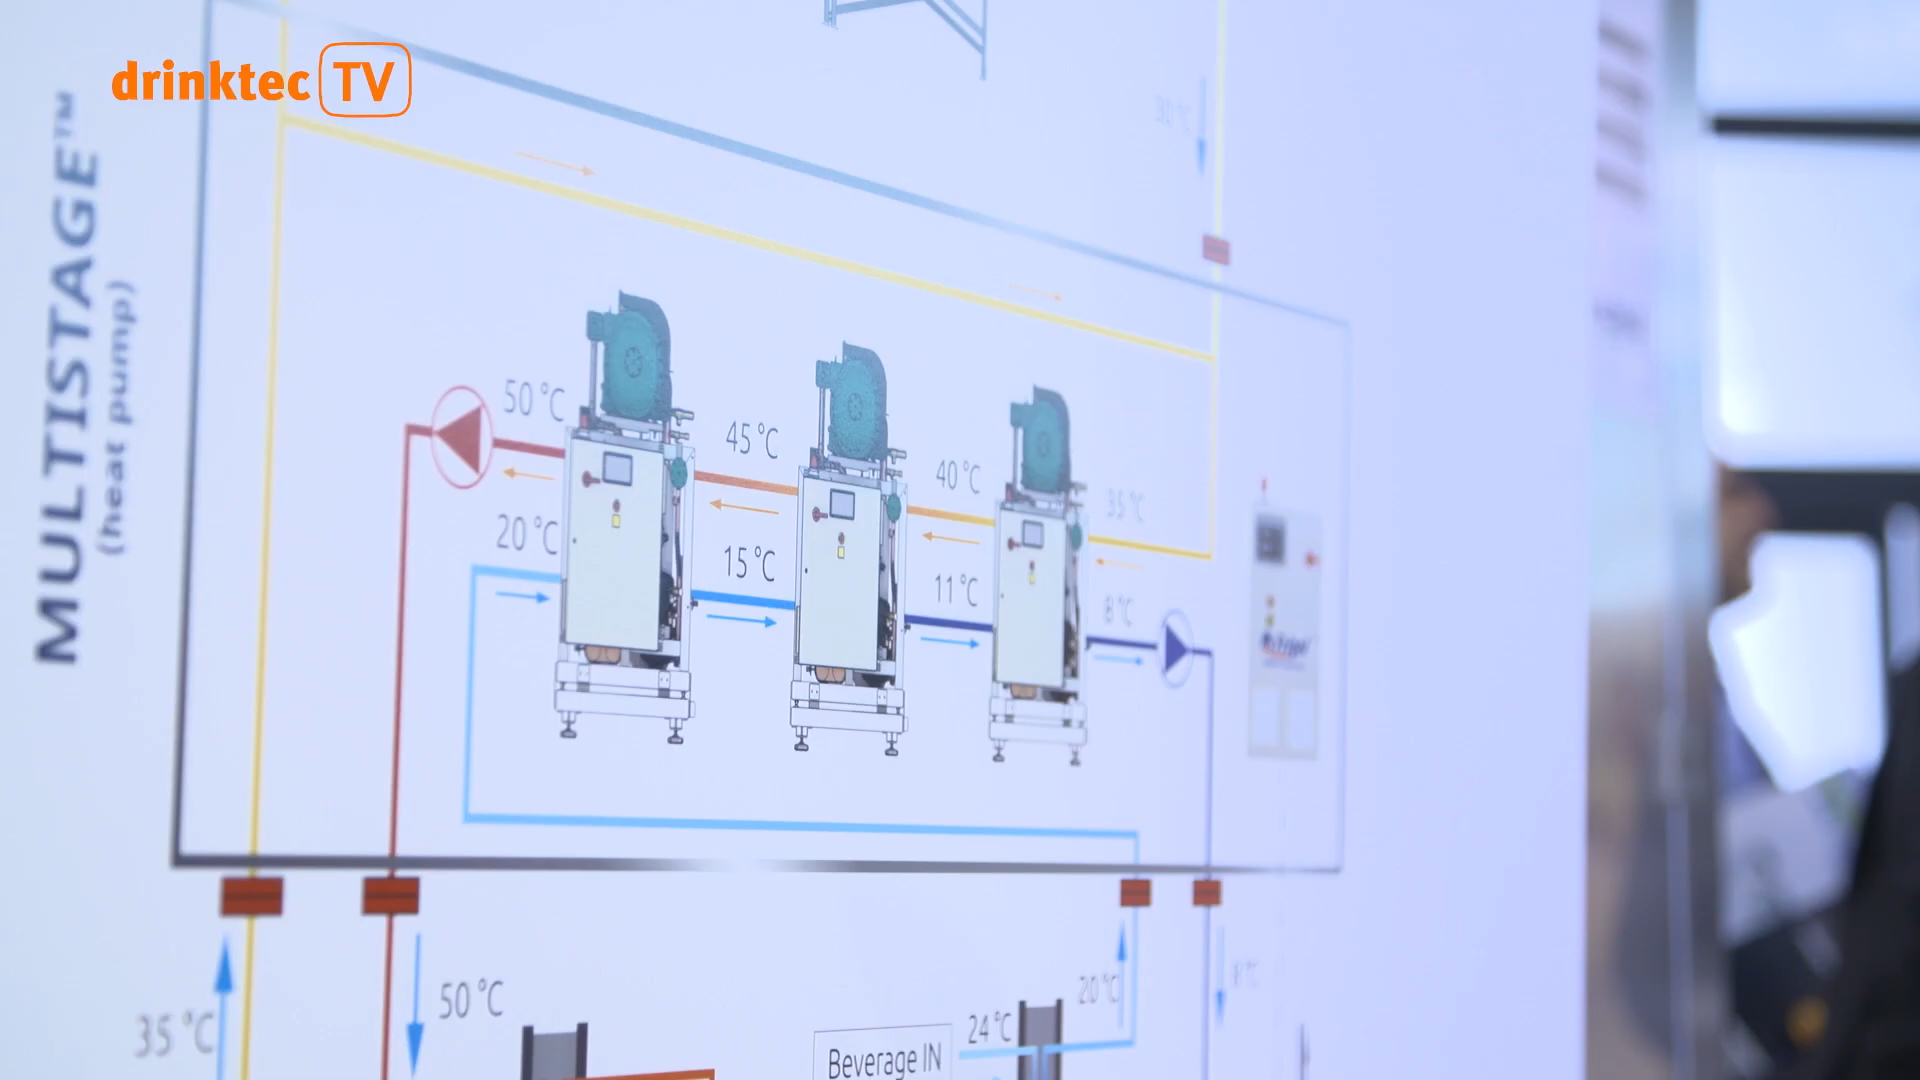 drinktec TV
MULTISTAGE™
(heat pump)
50 °C
45 °C
40 °C
35 °C
20 °C
15 °C
11 °C
8 °C
35 °C
50 °C
20 °C
24 °C
Beverage IN